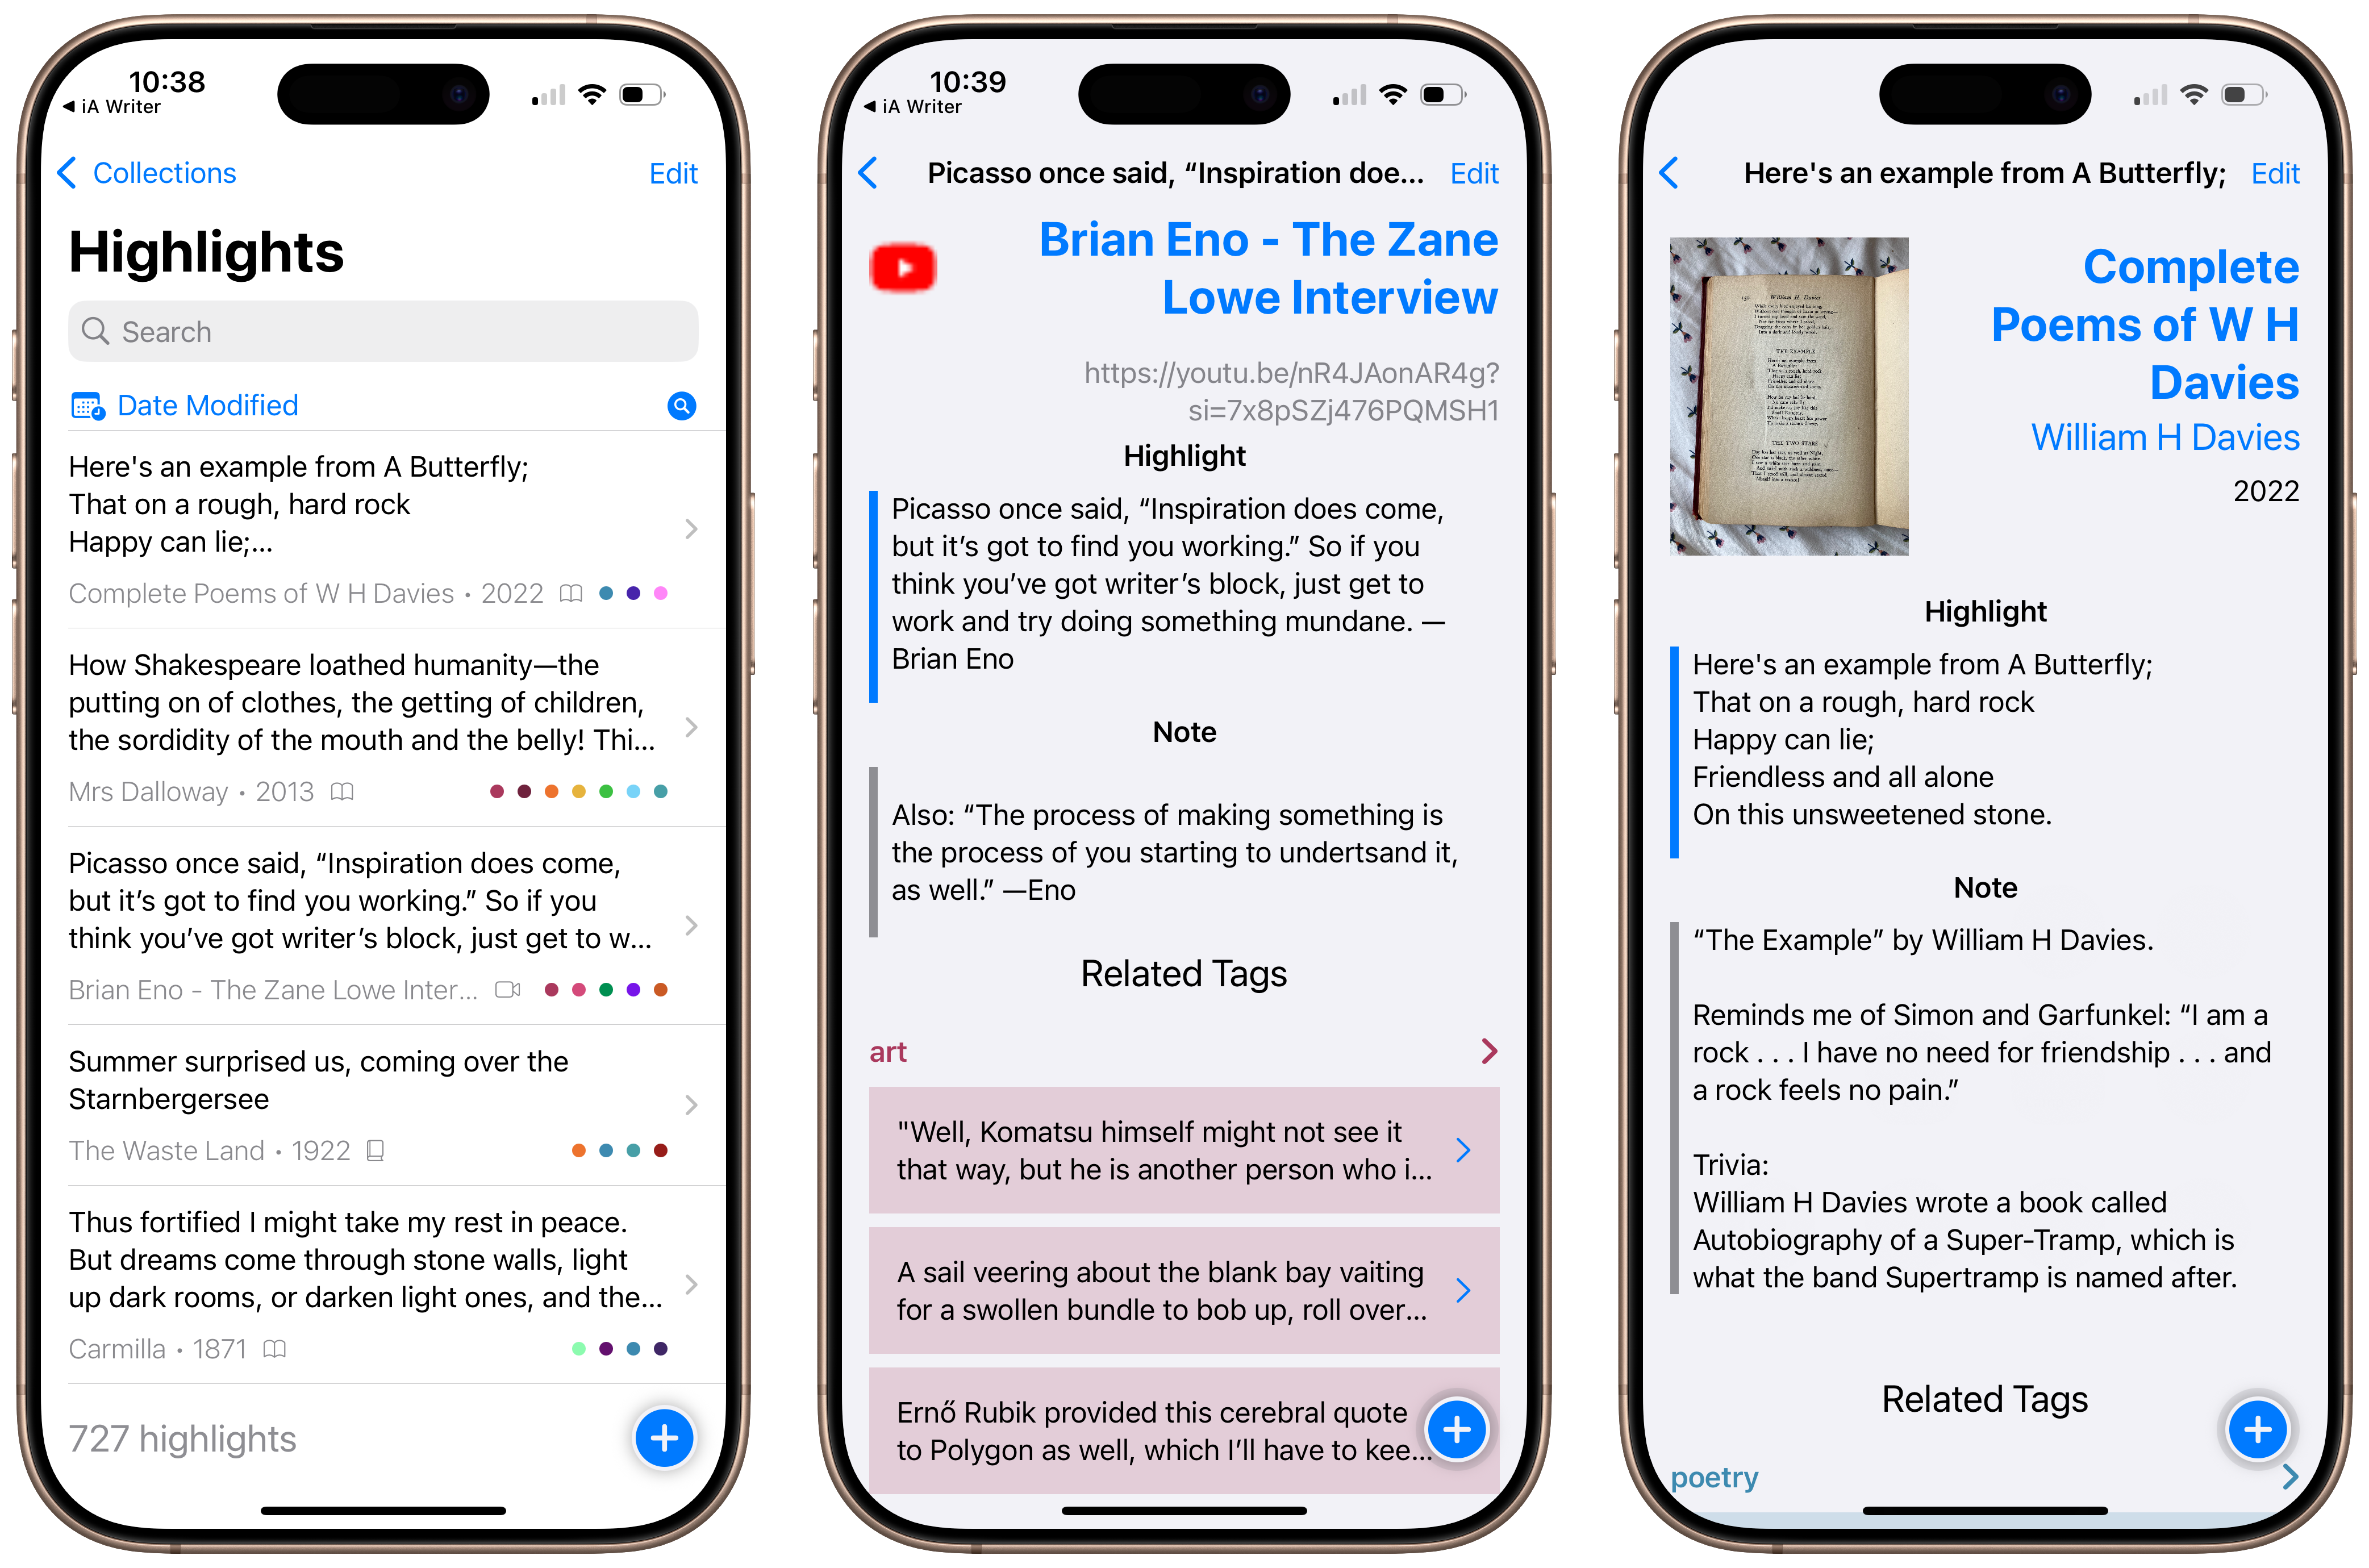 10:38
◀ iA Writer
Collections
Edit
Highlights
Search
Date Modified
Here's an example from A Butterfly;
That on a rough, hard rock
Happy can lie;...
Complete Poems of W H Davies • 2022
How Shakespeare loathed humanity—the
putting on of clothes, the getting of children,
the sordidity of the mouth and the belly! Thi...
Mrs Dalloway • 2013
Picasso once said, “Inspiration does come,
but it’s got to find you working.” So if you
think you’ve got writer’s block, just get to w...
Brian Eno - The Zane Lowe Inter...
Summer surprised us, coming over the
Starnbergersee
The Waste Land • 1922
Thus fortified I might take my rest in peace.
But dreams come through stone walls, light
up dark rooms, or darken light ones, and the...
Carmilla • 1871
727 highlights
10:39
◀ iA Writer
Picasso once said, “Inspiration doe...
Edit
Brian Eno - The Zane
Lowe Interview
https://youtu.be/nR4JAonAR4g?
si=7x8pSZj476PQMSH1
Highlight
Picasso once said, “Inspiration does come,
but it’s got to find you working.” So if you
think you’ve got writer’s block, just get to
work and try doing something mundane. —
Brian Eno
Note
Also: “The process of making something is
the process of you starting to undertsand it,
as well.” —Eno
Related Tags
art
"Well, Komatsu himself might not see it
that way, but he is another person who i...
A sail veering about the blank bay vaiting
for a swollen bundle to bob up, roll over...
Ernő Rubik provided this cerebral quote
to Polygon as well, which I’ll have to kee...
Here's an example from A Butterfly;
Edit
William H. Davies
THE EXAMPLE
THE TWO STARS
Complete
Poems of W H
Davies
William H Davies
2022
Highlight
Here's an example from A Butterfly;
That on a rough, hard rock
Happy can lie;
Friendless and all alone
On this unsweetened stone.
Note
“The Example” by William H Davies.
Reminds me of Simon and Garfunkel: “I am a
rock . . . I have no need for friendship . . . and
a rock feels no pain.”
Trivia:
William H Davies wrote a book called
Autobiography of a Super-Tramp, which is
what the band Supertramp is named after.
Related Tags
poetry